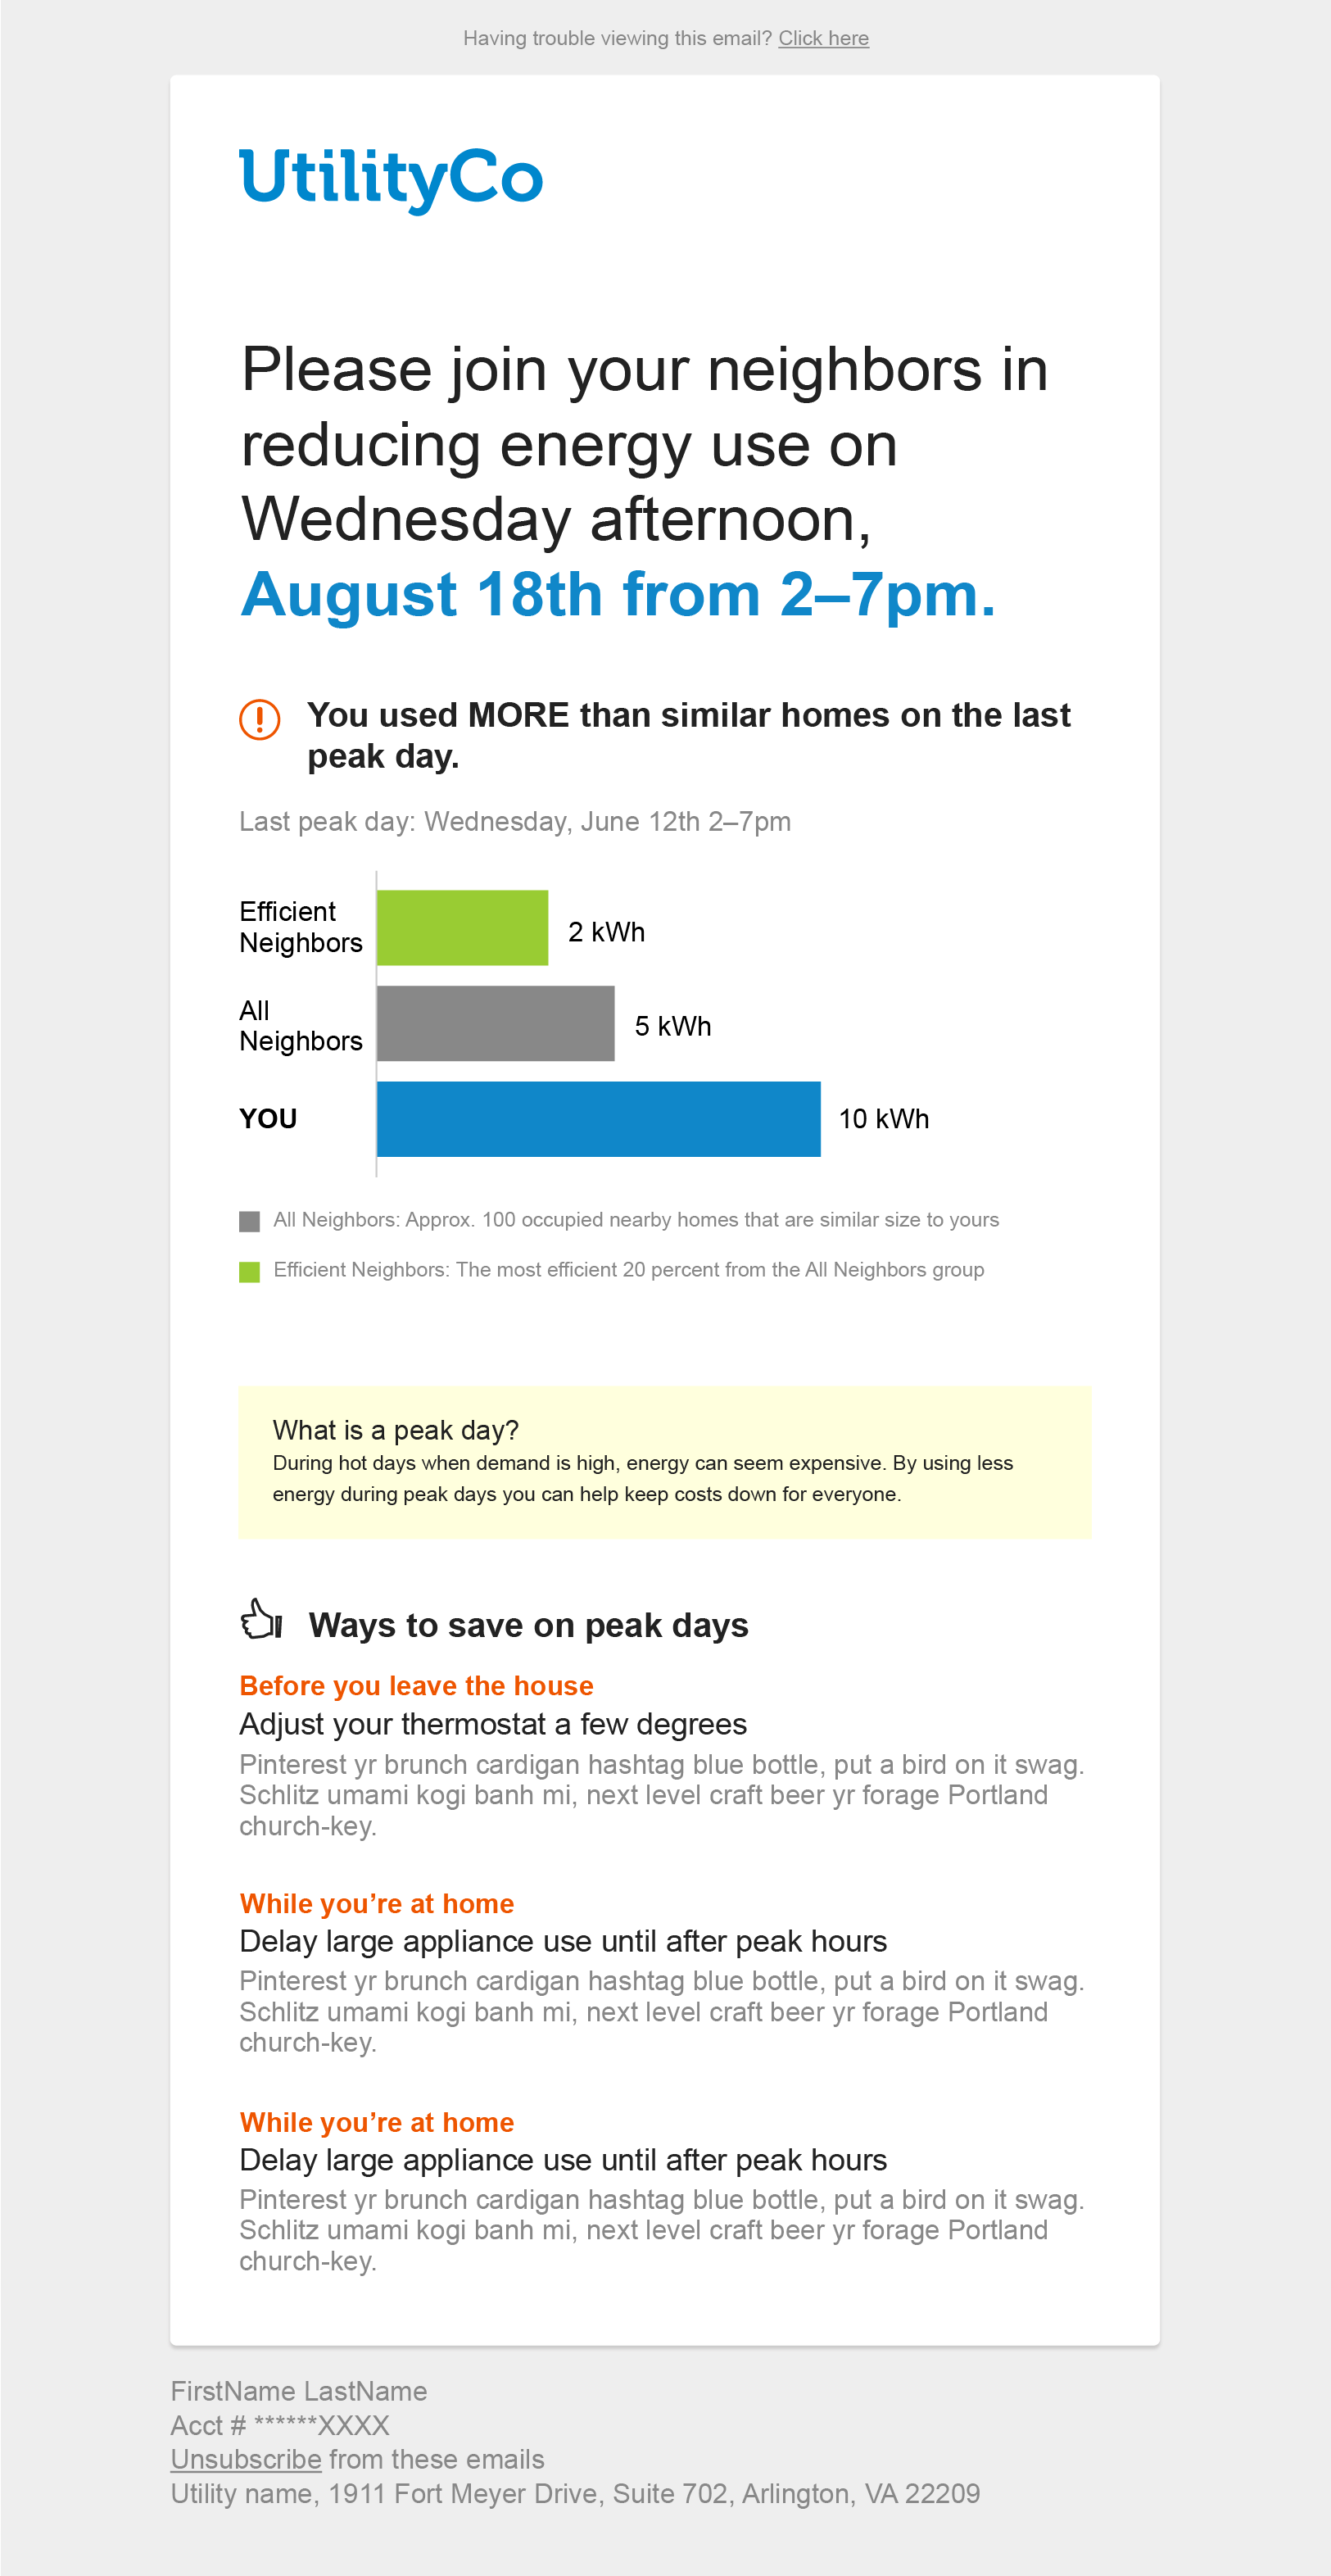 Having trouble viewing this email? Click here
UtilityCo
Please join your neighbors in
reducing energy use on
Wednesday afternoon,
August 18th from 2–7pm.
You used MORE than similar homes on the last
peak day.
Last peak day: Wednesday, June 12th 2–7pm
Efficient
Neighbors
2 kWh
All
Neighbors
5 kWh
YOU
10 kWh
All Neighbors: Approx. 100 occupied nearby homes that are similar size to yours
Efficient Neighbors: The most efficient 20 percent from the All Neighbors group
What is a peak day?
During hot days when demand is high, energy can seem expensive. By using less
energy during peak days you can help keep costs down for everyone.
Ways to save on peak days
Before you leave the house
Adjust your thermostat a few degrees
Pinterest yr brunch cardigan hashtag blue bottle, put a bird on it swag.
Schlitz umami kogi banh mi, next level craft beer yr forage Portland
church-key.
While you’re at home
Delay large appliance use until after peak hours
Pinterest yr brunch cardigan hashtag blue bottle, put a bird on it swag.
Schlitz umami kogi banh mi, next level craft beer yr forage Portland
church-key.
While you’re at home
Delay large appliance use until after peak hours
Pinterest yr brunch cardigan hashtag blue bottle, put a bird on it swag.
Schlitz umami kogi banh mi, next level craft beer yr forage Portland
church-key.
FirstName LastName
Acct # ******XXXX
Unsubscribe from these emails
Utility name, 1911 Fort Meyer Drive, Suite 702, Arlington, VA 22209